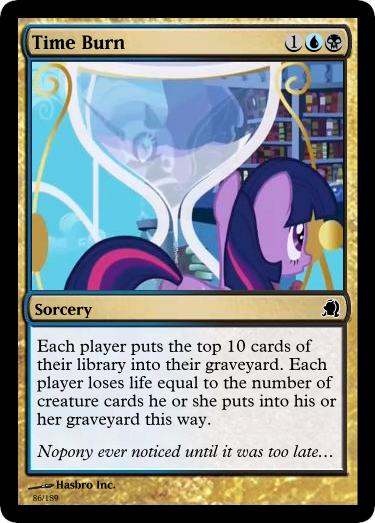 Time Burn 1
Sorcery
Each player puts the top 10 cards of
their library into their graveyard. Each
player loses life equal to the number of
creature cards he or she puts into his or
her graveyard this way.
Nopony ever noticed until it was too late…
Hasbro Inc.
86/189